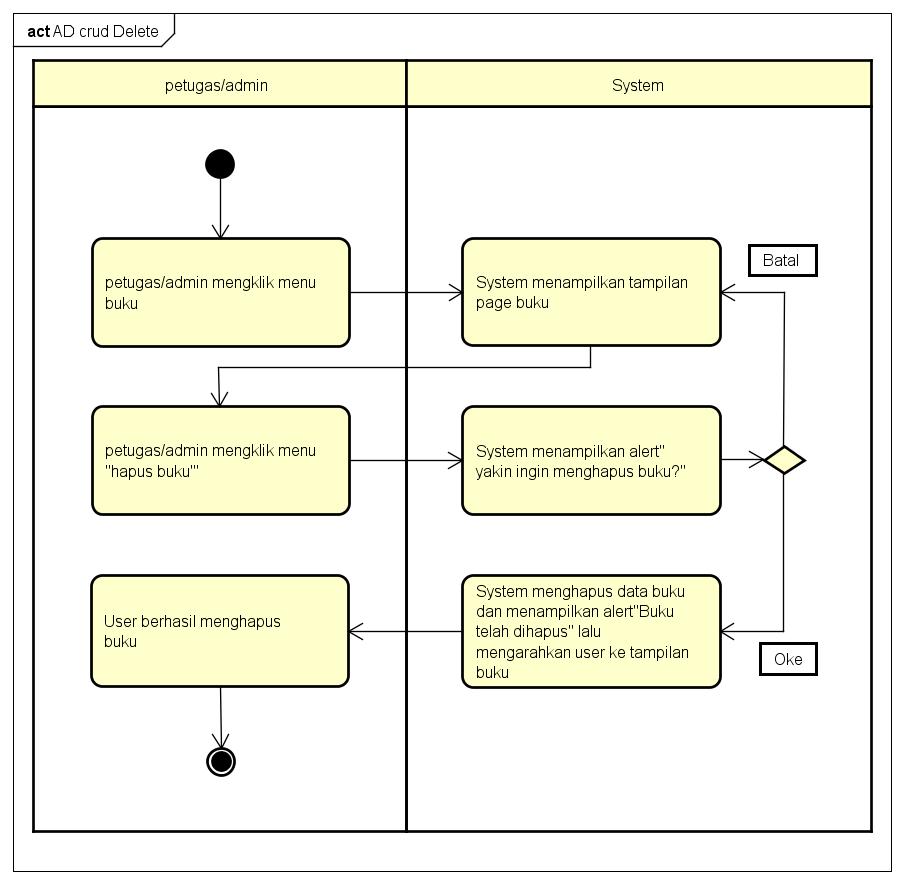 act AD crud Delete
petugas/admin
System
petugas/admin mengklik menu
buku
System menampilkan tampilan
page buku
Batal
petugas/admin mengklik menu
"hapus buku"'
System menampilkan alert"
yakin ingin menghapus buku?"
User berhasil menghapus
buku
System menghapus data buku
dan menampilkan alert"Buku
telah dihapus" lalu
mengarahkan user ke tampilan
buku
Oke